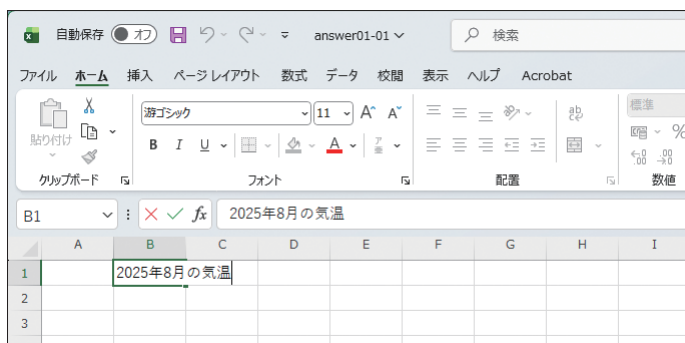 自動保存 オフ answer01-01 検索
ファイル ホーム 挿入 ページ レイアウト 数式 データ 校閲 表示 ヘルプ Acrobat
游ゴシック 11 A A ab 標準
貼り付け B I U A ア 亜 %
クリップボード フォント 配置 数値
B1 fx 2025年8月の気温
A B C D E F G H I
1 2025年8月の気温
2
3